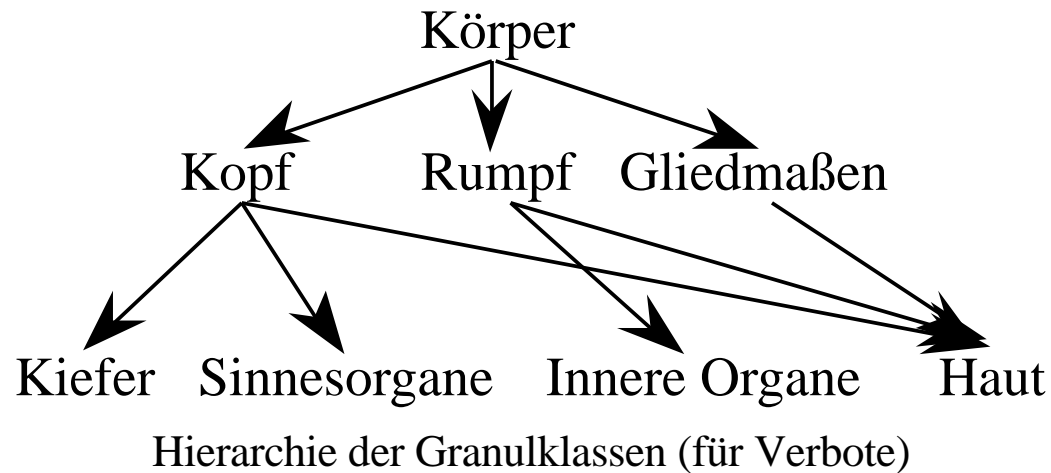 Körper
Kopf Rumpf Gliedmaßen
Kiefer Sinnesorgane Innere Organe Haut
Hierarchie der Granulklassen (für Verbote)